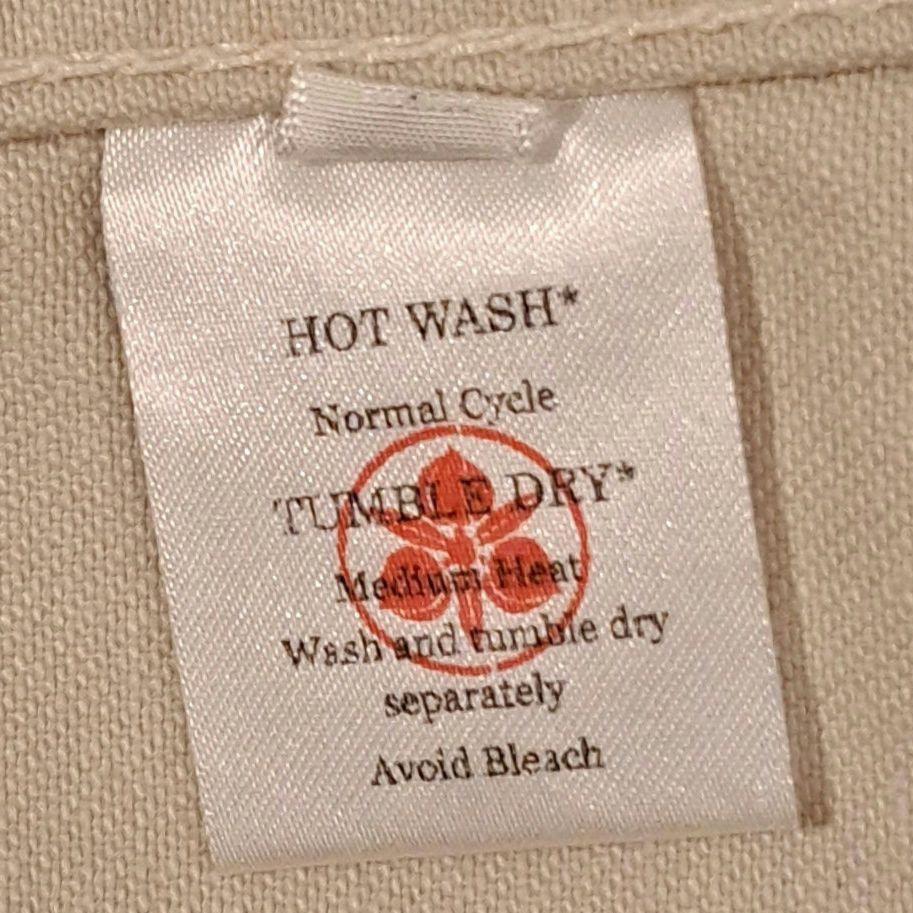 HOT WASH*
Normal Cycle
TUMBLE DRY*
Medium Heat
Wash and tumble dry
separately
Avoid Bleach